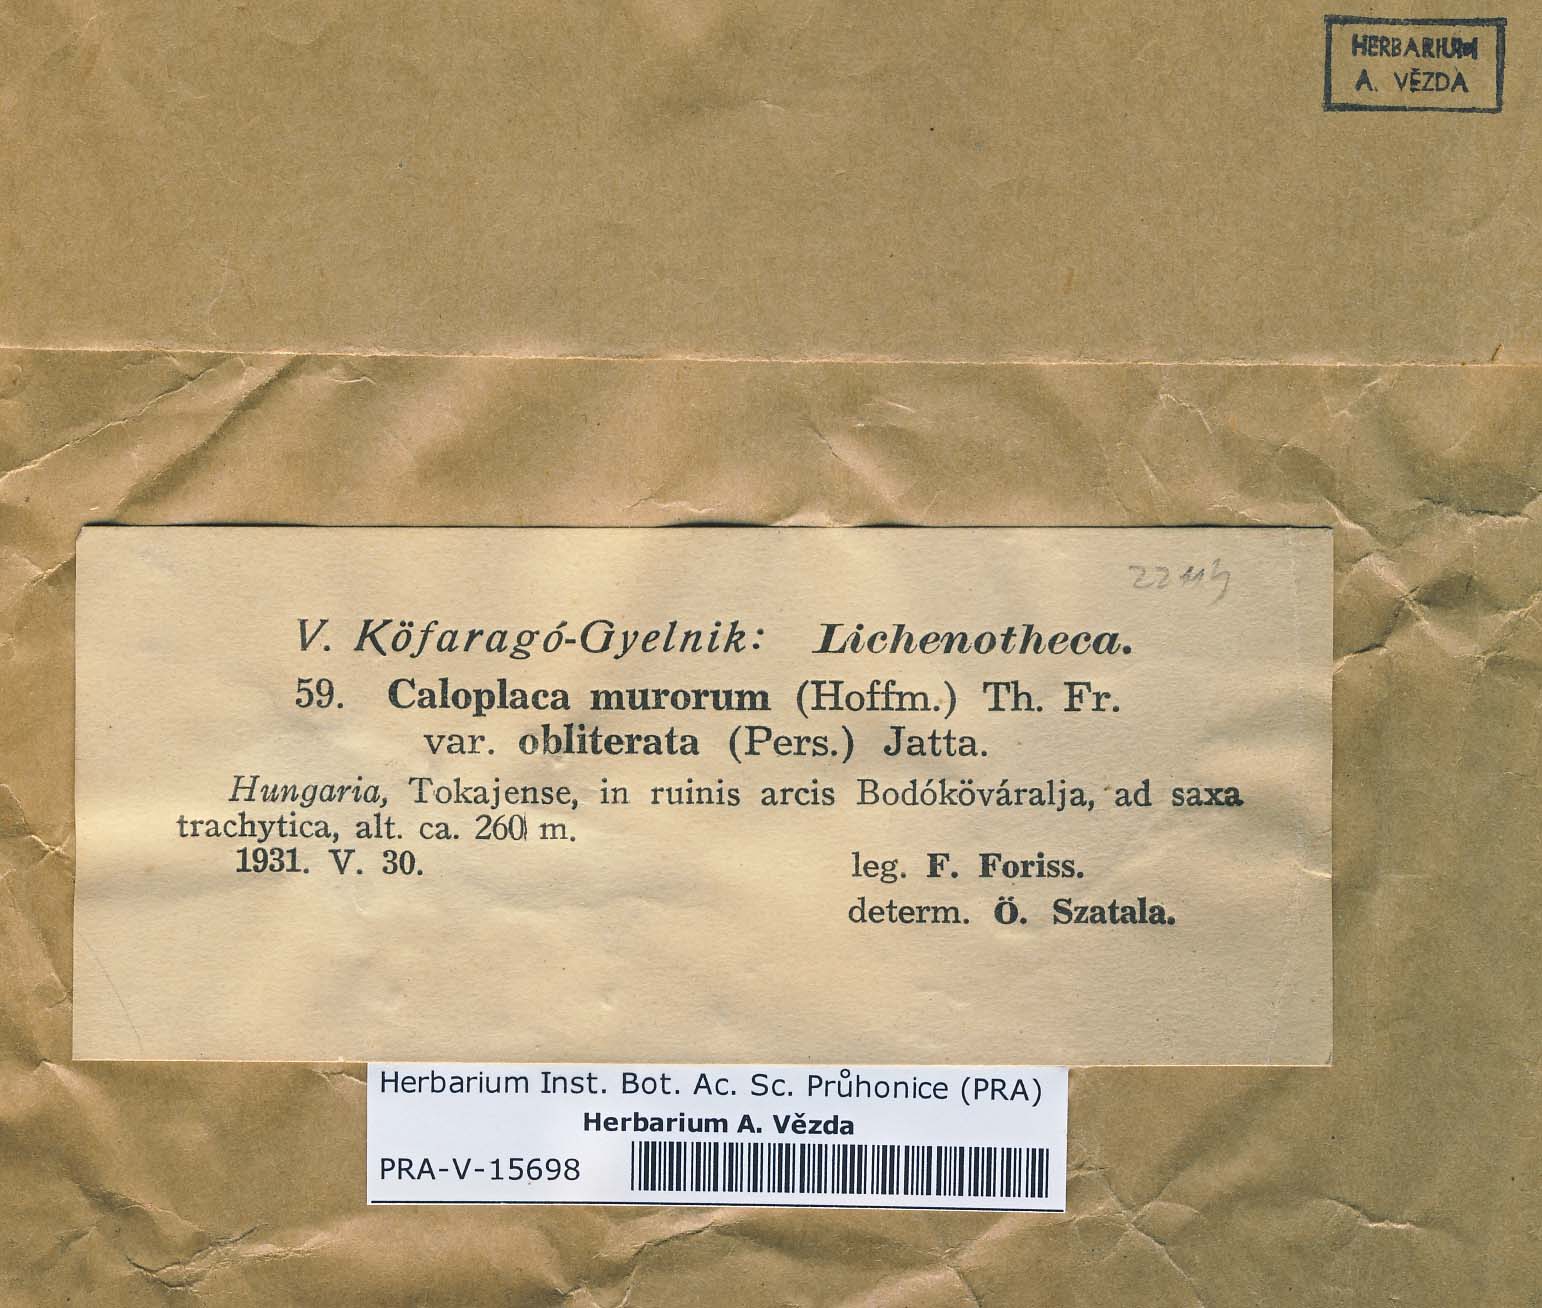 HERBARIUM
A. VĚZDA
V. Köfaragó-Gyelnik: Lichenotheca.
59. Caloplaca murorum (Hoffm.) Th. Fr.
var. obliterata (Pers.) Jatta.
Hungaria, Tokajense, in ruinis arcis Bodóköváralja, ad saxa
trachytica, alt. ca. 260 m.
1931. V. 30.
leg. F. Foriss.
determ. Ö. Szatala.
Herbarium Inst. Bot. Ac. Sc. Průhonice (PRA)
Herbarium A. Vězda
PRA-V-15698